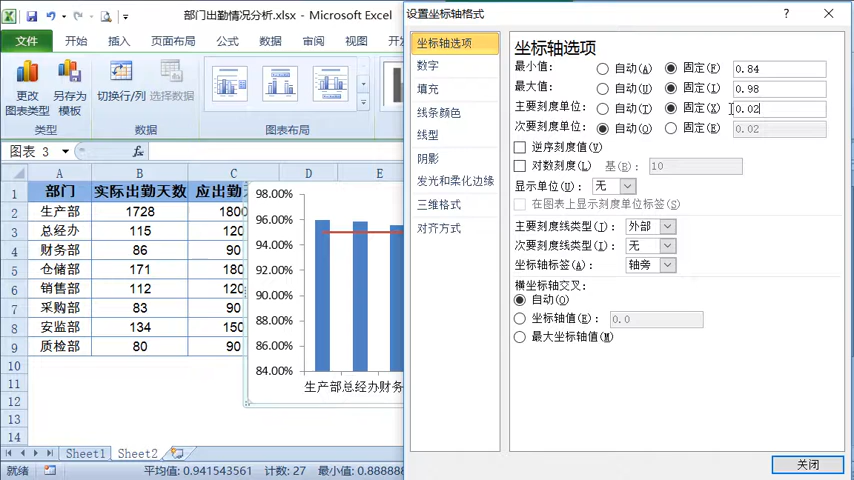 部门出勤情况分析.xlsx - Microsoft Excel
文件 开始 插入 页面布局 公式 数据 审阅 视图
更改
图表类型
另存为
模板
切换行/列 选择数据
类型 数据
图表 3 fx
A B C D E
1 部门 实际出勤天数 应出勤
2 生产部 1728 1800
3 总经办 115 120
4 财务部 86 90
5 仓储部 171 180
6 销售部 112 120
7 采购部 83 90
8 安监部 134 150
9 质检部 80 90
10
11
12
13
14
98.00%
96.00%
94.00%
92.00%
90.00%
88.00%
86.00%
84.00%
生产部总经办财务
Sheet1 Sheet2
就绪 平均值: 0.941543561 计数: 27 最小值: 0.888888
设置坐标轴格式
坐标轴选项
数字
填充
线条颜色
线型
阴影
发光和柔化边缘
三维格式
对齐方式
坐标轴选项
最小值: 自动(A) 固定(F) 0.84
最大值: 自动(U) 固定(I) 0.98
主要刻度单位: 自动(T) 固定(X) 0.02
次要刻度单位: 自动(O) 固定(E) 0.02
逆序刻度值(V)
对数刻度(L) 基(B): 10
显示单位(U): 无
在图表上显示刻度单位标签(S)
主要刻度线类型(J): 外部
次要刻度线类型(I): 无
坐标轴标签(A): 轴旁
横坐标轴交叉:
自动(O)
坐标轴值(E): 0.0
最大坐标轴值(M)
关闭